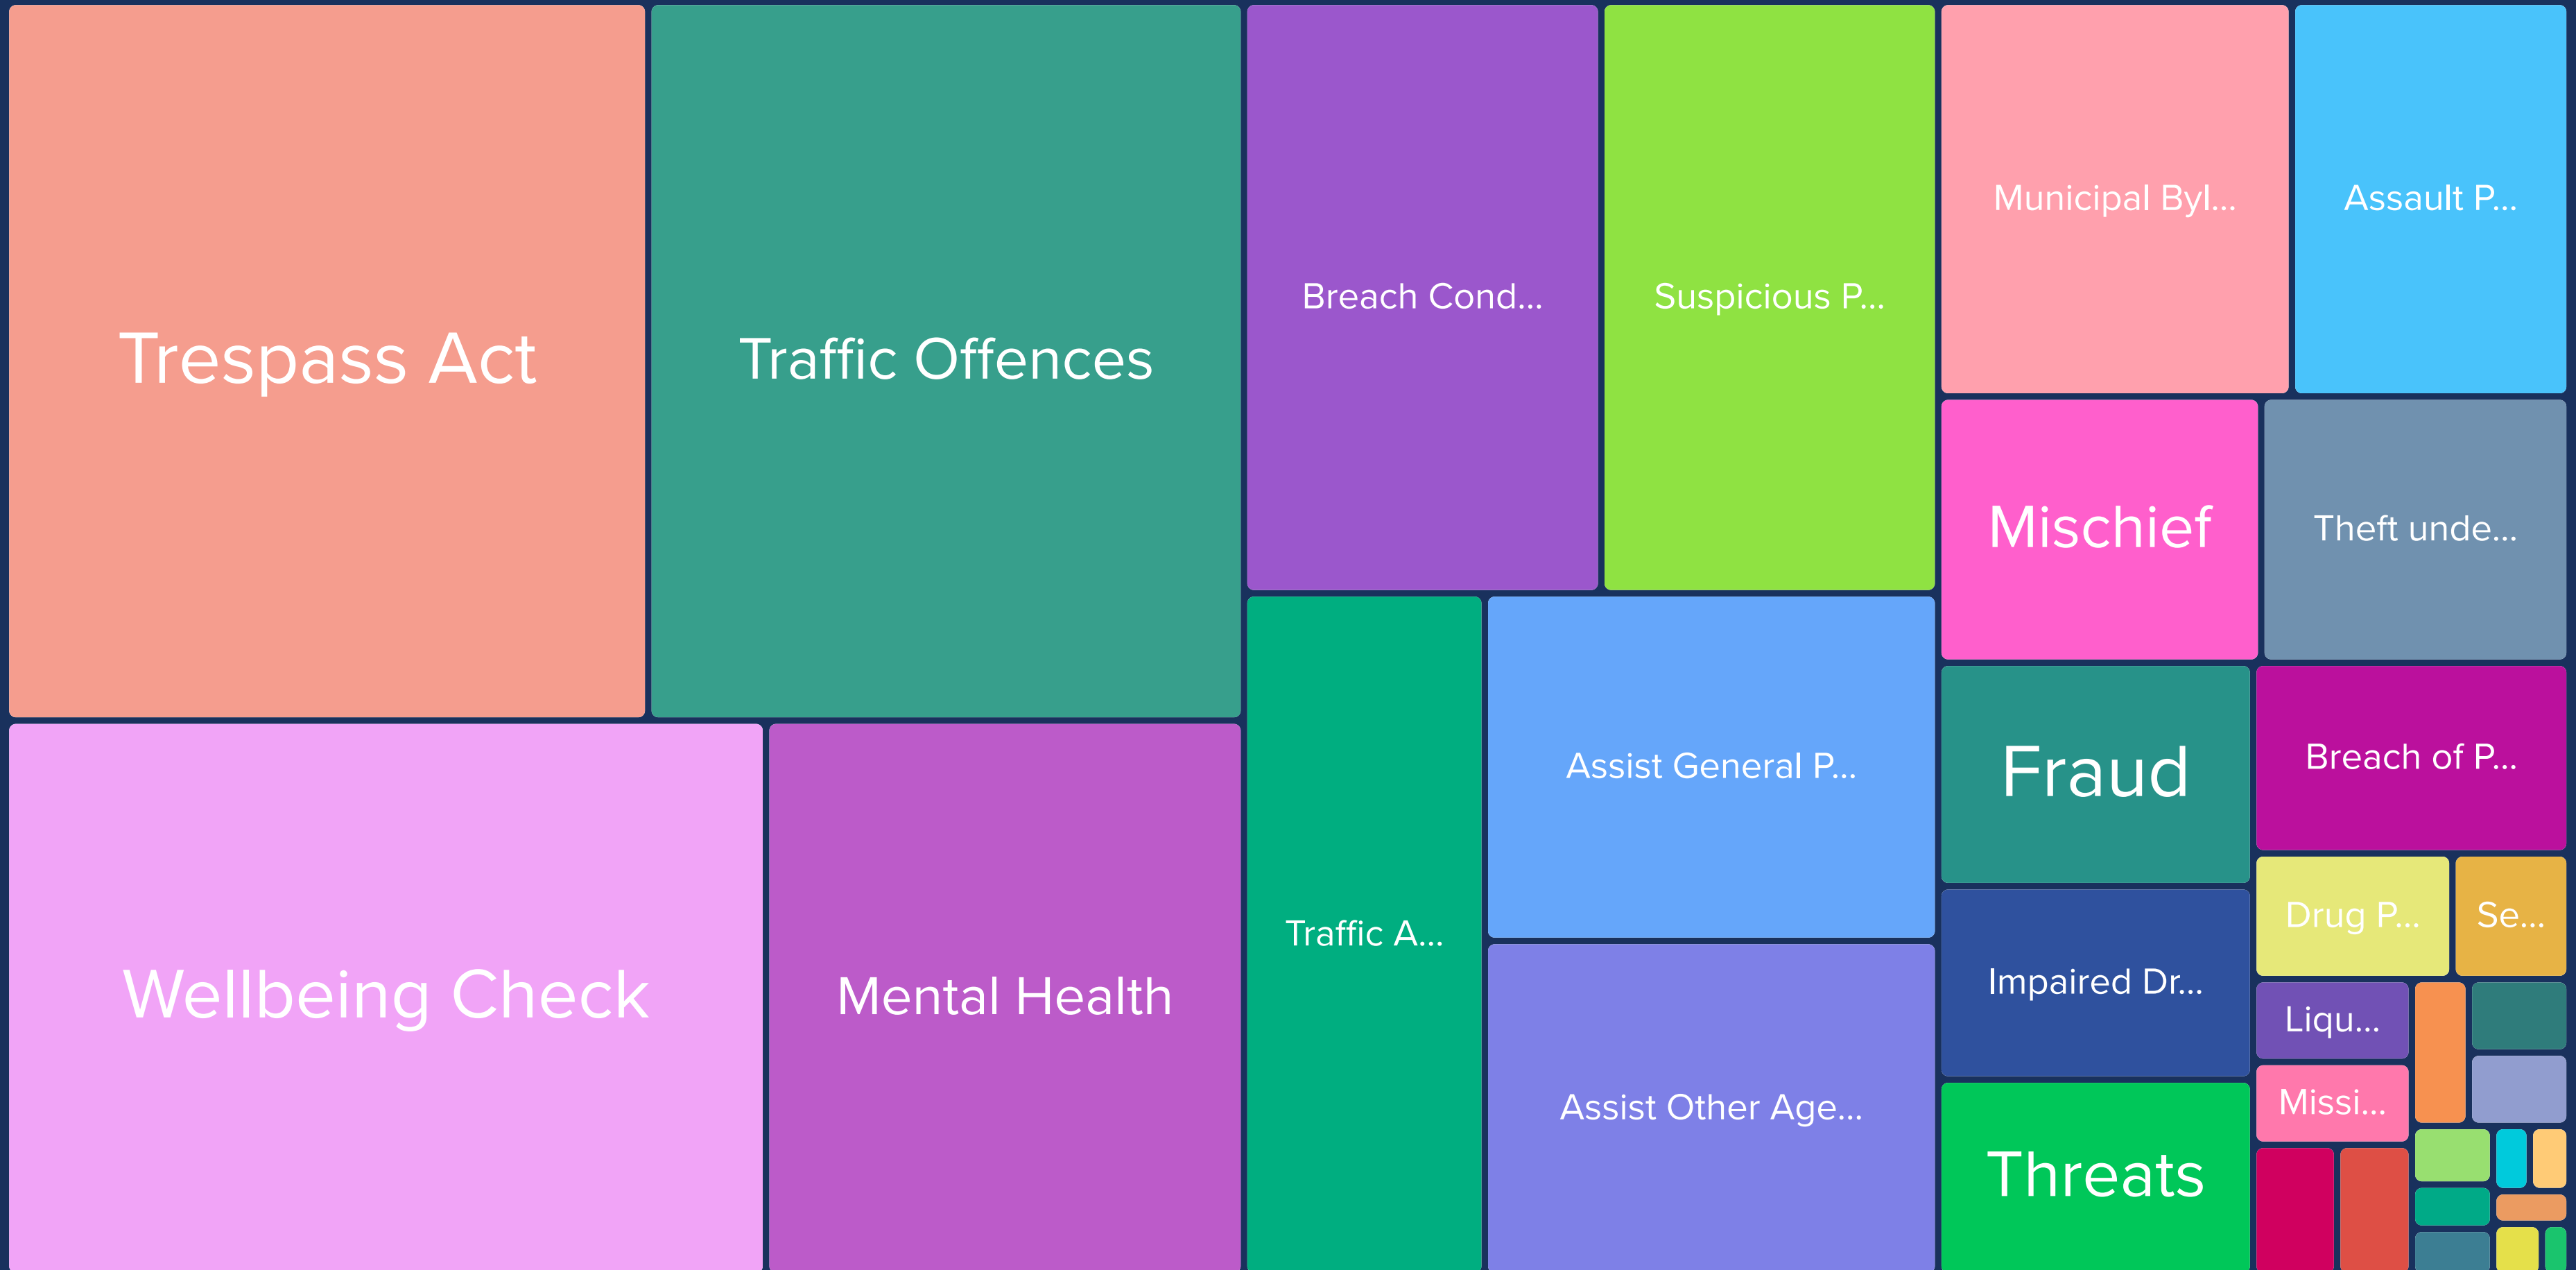 Trespass Act
Traffic Offences
Breach Cond...
Suspicious P...
Municipal Byl...
Assault P...
Mischief
Theft unde...
Fraud
Breach of P...
Traffic A...
Assist General P...
Drug P...
Se...
Wellbeing Check
Mental Health
Impaired Dr...
Liqu...
Missi...
Assist Other Age...
Threats